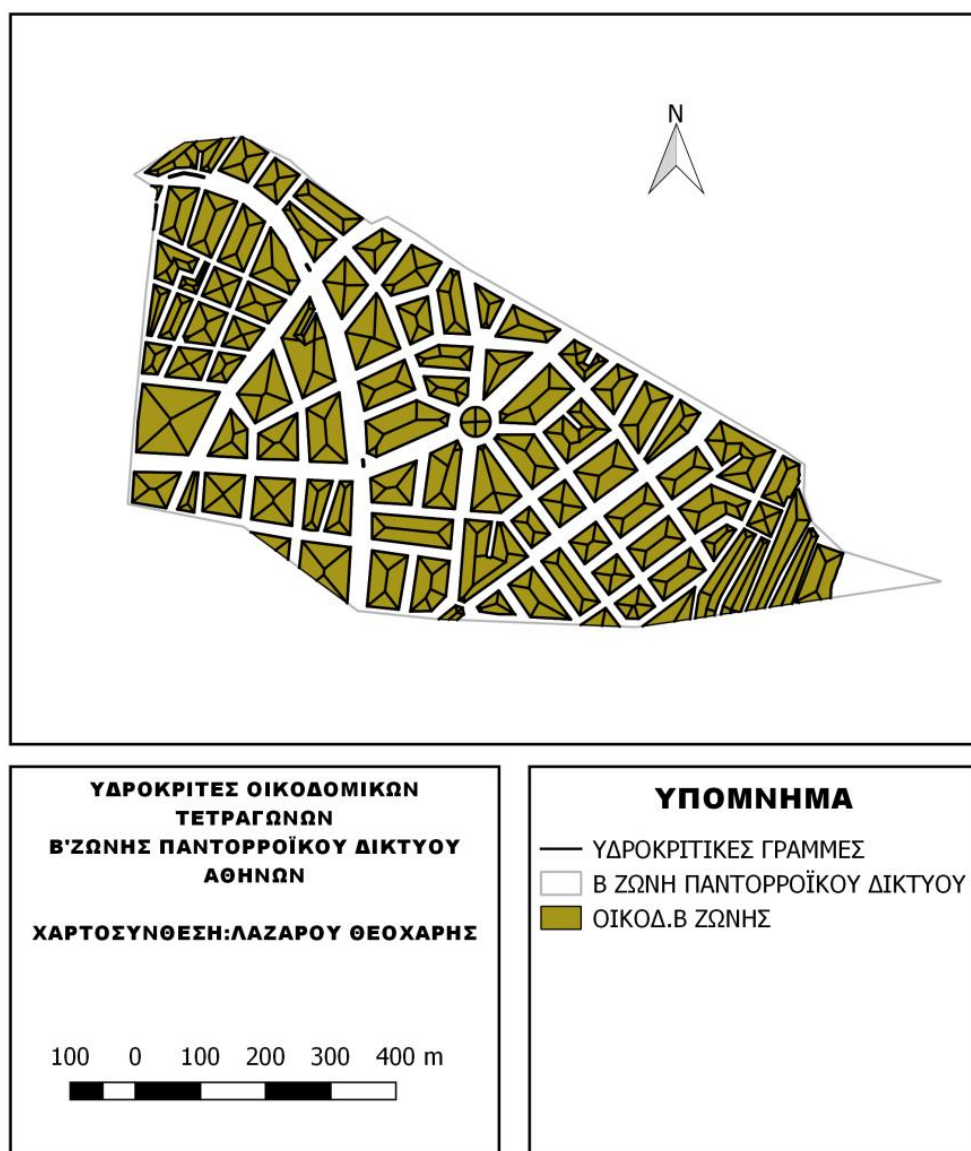 N
ΥΔΡΟΚΡΙΤΕΣ ΟΙΚΟΔΟΜΙΚΩΝ
ΤΕΤΡΑΓΩΝΩΝ
Β'ΖΩΝΗΣ ΠΑΝΤΟΡΡΟΪΚΟΥ ΔΙΚΤΥΟΥ
ΑΘΗΝΩΝ
ΧΑΡΤΟΣΥΝΘΕΣΗ:ΛΑΖΑΡΟΥ ΘΕΟΧΑΡΗΣ
100 0 100 200 300 400 m
ΥΠΟΜΝΗΜΑ
ΥΔΡΟΚΡΙΤΙΚΕΣ ΓΡΑΜΜΕΣ
Β ΖΩΝΗ ΠΑΝΤΟΡΡΟΪΚΟΥ ΔΙΚΤΥΟΥ
ΟΙΚΟΔ.Β ΖΩΝΗΣ